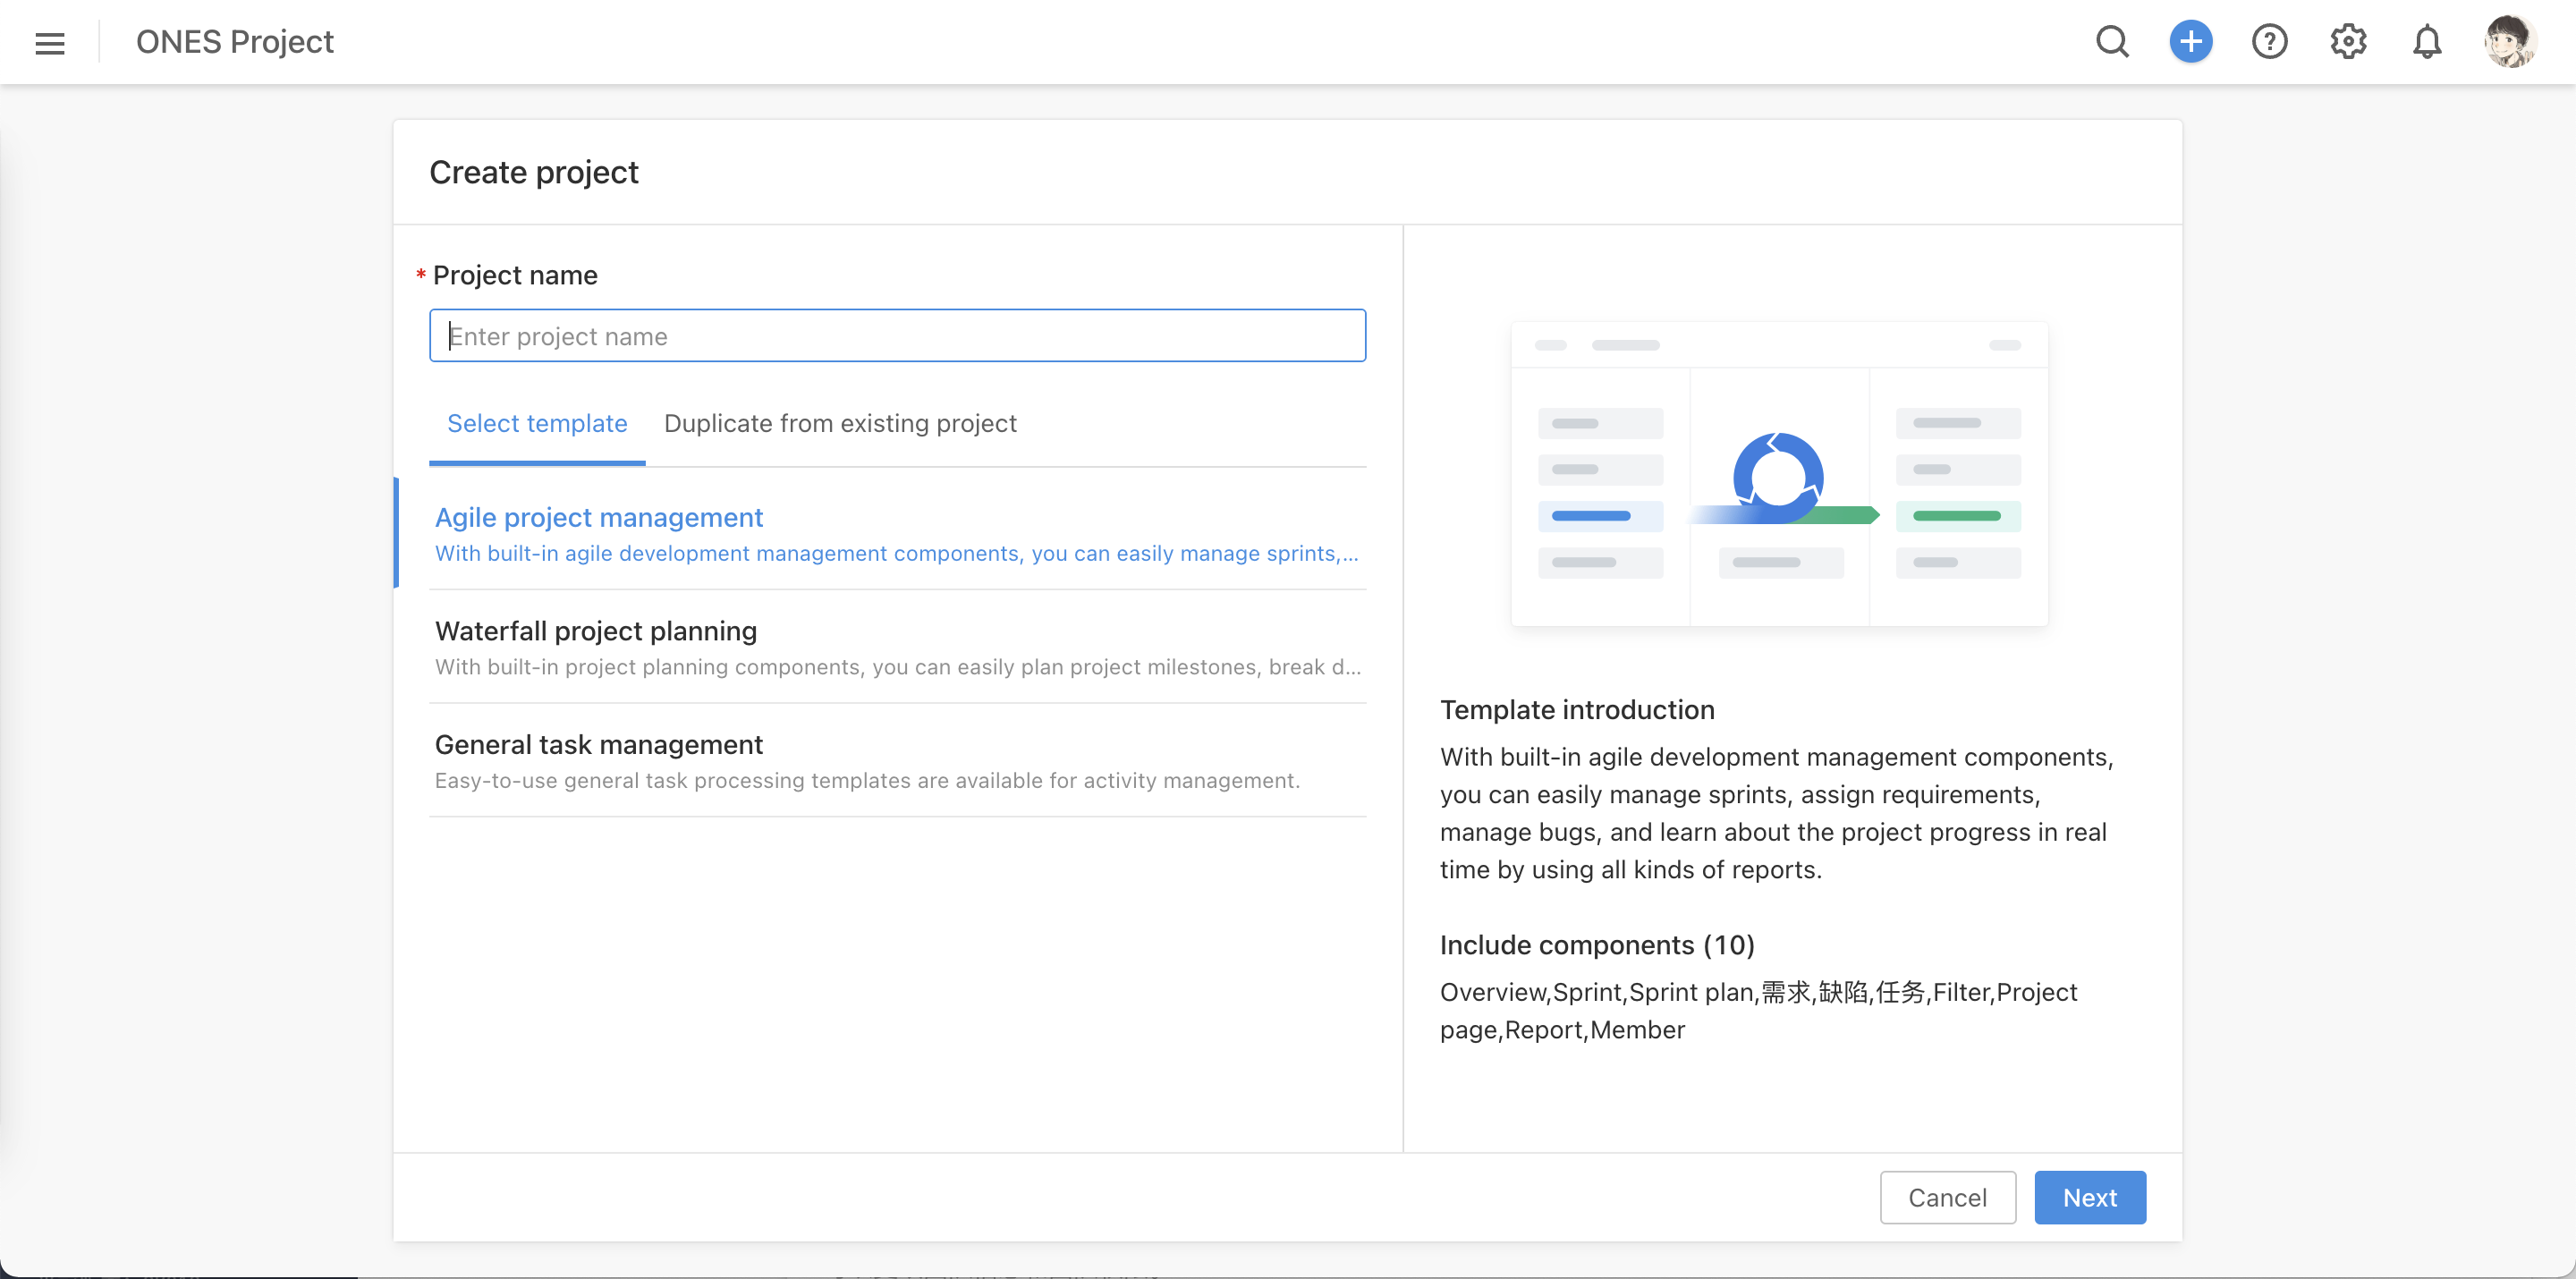 ONES Project
Create project
* Project name
Enter project name
Select template
Duplicate from existing project
Agile project management
With built-in agile development management components, you can easily manage sprints,...
Waterfall project planning
With built-in project planning components, you can easily plan project milestones, break d...
General task management
Easy-to-use general task processing templates are available for activity management.
Template introduction
With built-in agile development management components,
you can easily manage sprints, assign requirements,
manage bugs, and learn about the project progress in real
time by using all kinds of reports.
Include components (10)
Overview,Sprint,Sprint plan,需求,缺陷,任务,Filter,Project
page,Report,Member
Cancel
Next